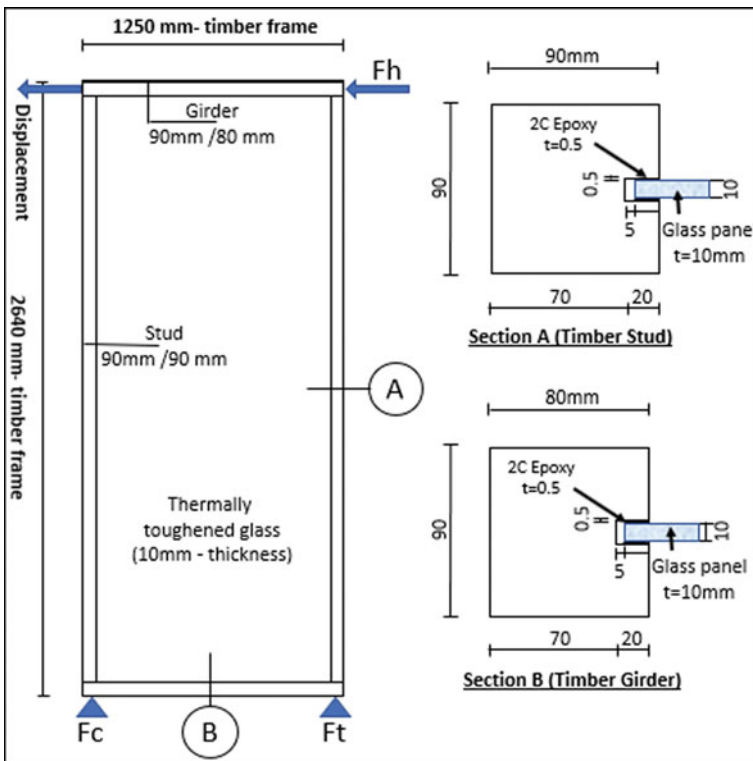 1250 mm- timber frame
Fh
Displacement
2640 mm- timber frame
Girder
90mm /80 mm
Stud
90mm /90 mm
A
Thermally
toughened glass
(10mm - thickness)
Fc
B
Ft
90mm
90
2C Epoxy
t=0.5
0.5
10
5
Glass pane
t=10mm
70
20
Section A (Timber Stud)
80mm
90
2C Epoxy
t=0.5
0.5
10
5
Glass panel
t=10mm
70
20
Section B (Timber Girder)